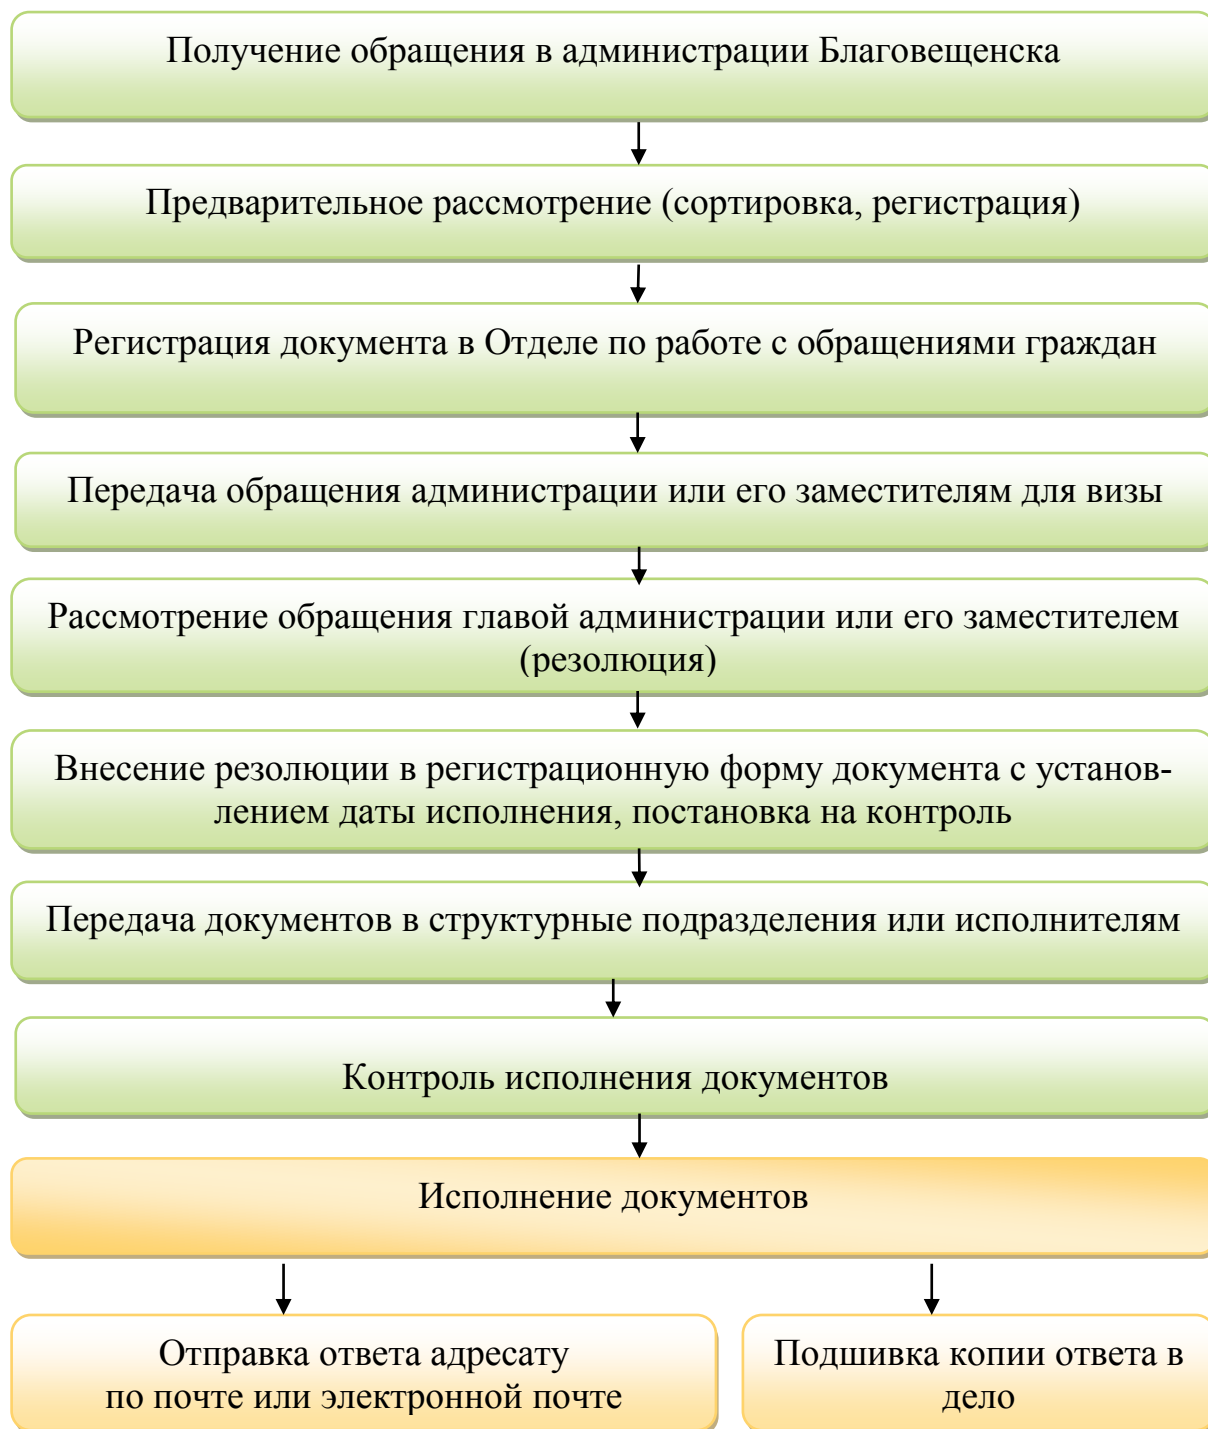 Получение обращения в администрации Благовещенска
Предварительное рассмотрение (сортировка, регистрация)
Регистрация документа в Отделе по работе с обращениями граждан
Передача обращения администрации или его заместителям для визы
Рассмотрение обращения главой администрации или его заместителем
(резолюция)
Внесение резолюции в регистрационную форму документа с установ-
лением даты исполнения, постановка на контроль
Передача документов в структурные подразделения или исполнителям
Контроль исполнения документов
Исполнение документов
Отправка ответа адресату
по почте или электронной почте
Подшивка копии ответа в
дело